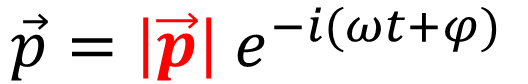 p⃗ = |p⃗| e^{−i(ωt+φ)}